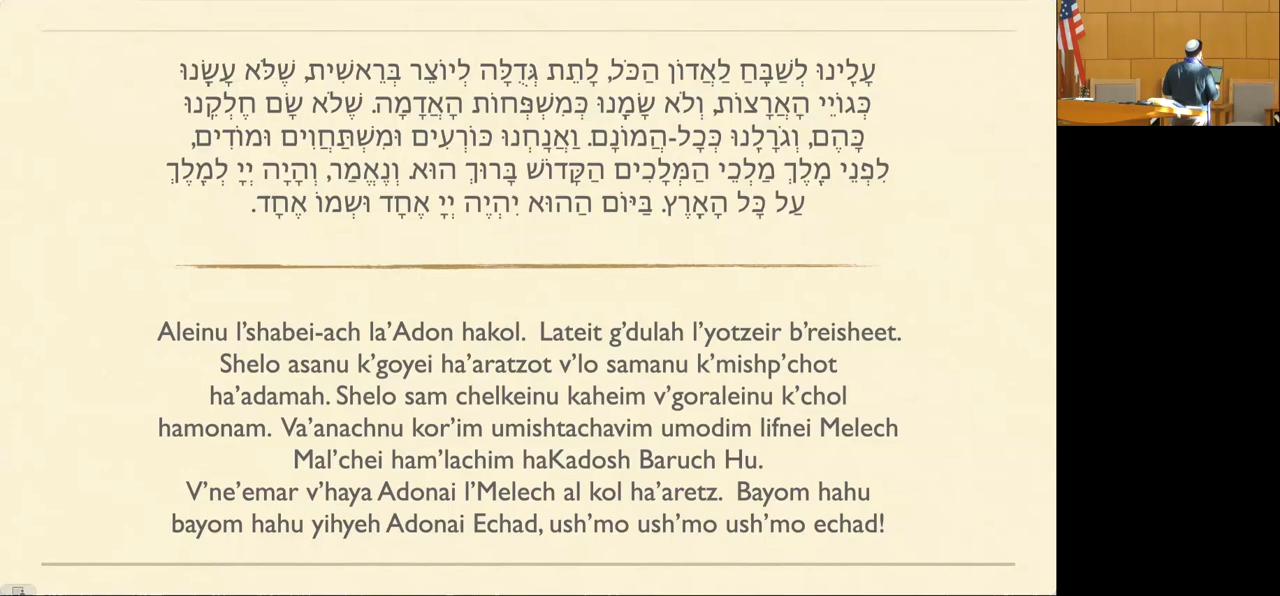 עָלֵֽינוּ לְשַׁבֵּֽחַ לַאֲדוֹן הַכֹּל, לָתֵת גְּדֻלָּה לְיוֹצֵר בְּרֵאשִׁית, שֶׁלֹּא עָשָֽׂנוּ
כְּגוֹיֵי הָאֲרָצוֹת, וְלֹא שָׂמָֽנוּ כְּמִשְׁפְּחוֹת הָאֲדָמָה. שֶׁלֹּא שָׂם חֶלְקֵֽנוּ
כָּהֶם, וְגֹרָלֵֽנוּ כְּכָל-הֲמוֹנָם. וַאֲנַֽחְנוּ כּוֹרְעִים וּמִשְׁתַּחֲוִים וּמוֹדִים,
לִפְנֵי מֶֽלֶךְ מַלְכֵי הַמְּלָכִים הַקָּדוֹשׁ בָּרוּךְ הוּא. וְנֶאֱמַר, וְהָיָה יְיָ לְמֶֽלֶךְ
עַל כָּל הָאָֽרֶץ. בַּיּוֹם הַהוּא יִהְיֶה יְיָ אֶחָד וּשְׁמוֹ אֶחָד.
Aleinu l'shabei-ach la'Adon hakol. Lateit g'dulah l'yotzeir b'reisheet.
Shelo asanu k'goyei ha'aratzot v'lo samanu k'mishp'chot
ha'adamah. Shelo sam chelkeinu kaheim v'goraleinu k'chol
hamonam. Va'anachnu kor'im umishtachavim umodim lifnei Melech
Mal'chei ham'lachim haKadosh Baruch Hu.
V'ne'emar v'haya Adonai l'Melech al kol ha'aretz. Bayom hahu
bayom hahu yihyeh Adonai Echad, ush'mo ush'mo ush'mo echad!